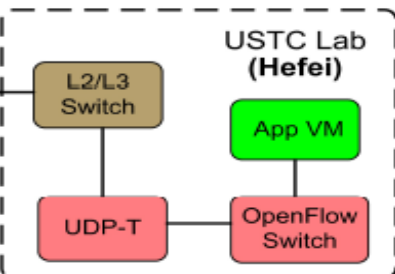 USTC Lab
(Hefei)
L2/L3
Switch
App VM
UDP-T
OpenFlow
Switch